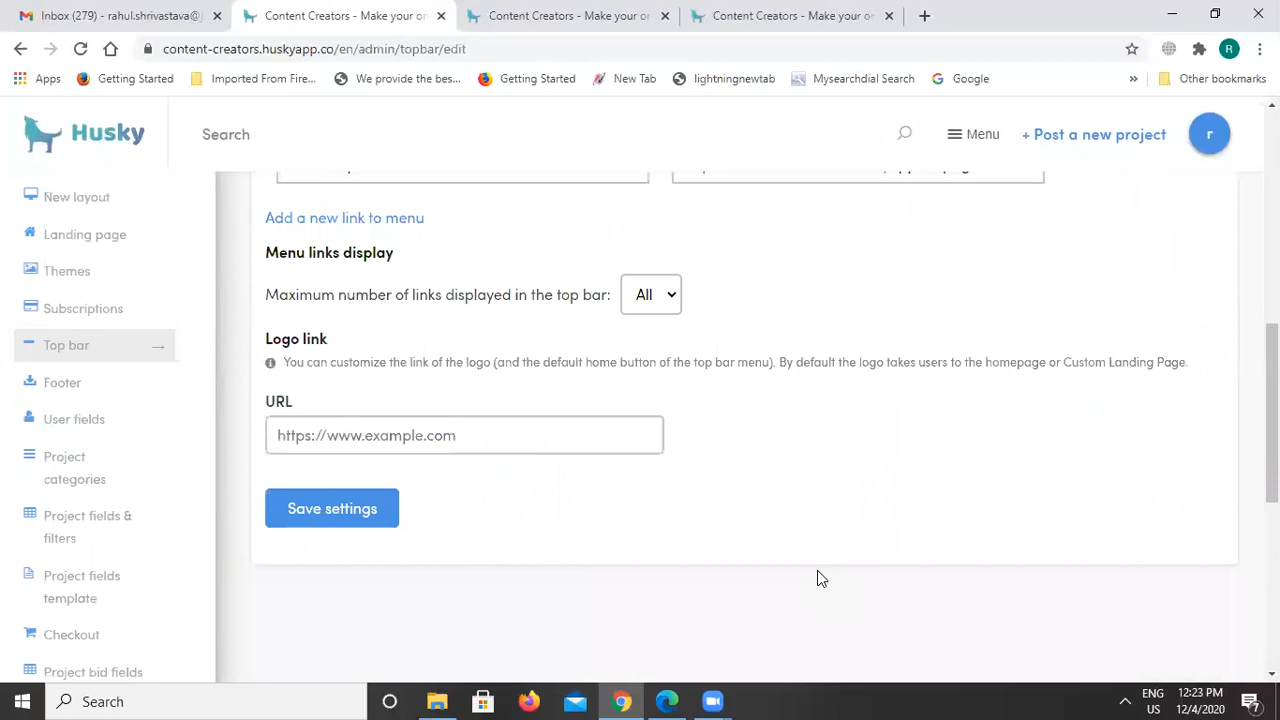 Inbox (279) - rahul.shrivastava@j
Content Creators - Make your on
Content Creators - Make your on
Content Creators - Make your on
content-creators.huskyapp.co/en/admin/topbar/edit
R
Apps
Getting Started
Imported From Fire...
We provide the bes...
Getting Started
New Tab
lightningnewtab
Mysearchdial Search
Google
Other bookmarks
Husky
Search
Menu
+ Post a new project
r
New layout
Landing page
Themes
Subscriptions
Top bar
Footer
User fields
Project
categories
Project fields &
filters
Project fields
template
Checkout
Project bid fields
Add a new link to menu
Menu links display
Maximum number of links displayed in the top bar: All
Logo link
You can customize the link of the logo (and the default home button of the top bar menu). By default the logo takes users to the homepage or Custom Landing Page.
URL
https://www.example.com
Save settings
Search
ENG
US
12:23 PM
12/4/2020
7